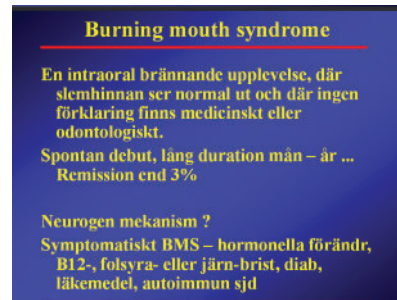 Burning mouth syndrome
En intraoral brännande upplevelse, där
slemhinnan ser normal ut och där ingen
förklaring finns medicinskt eller
odontologiskt.
Spontan debut, lång duration mån – år ...
Remission end 3%
Neurogen mekanism ?
Symptomatiskt BMS – hormonella förändr,
B12-, folsyra- eller järn-brist, diab,
läkemedel, autoimmun sjd